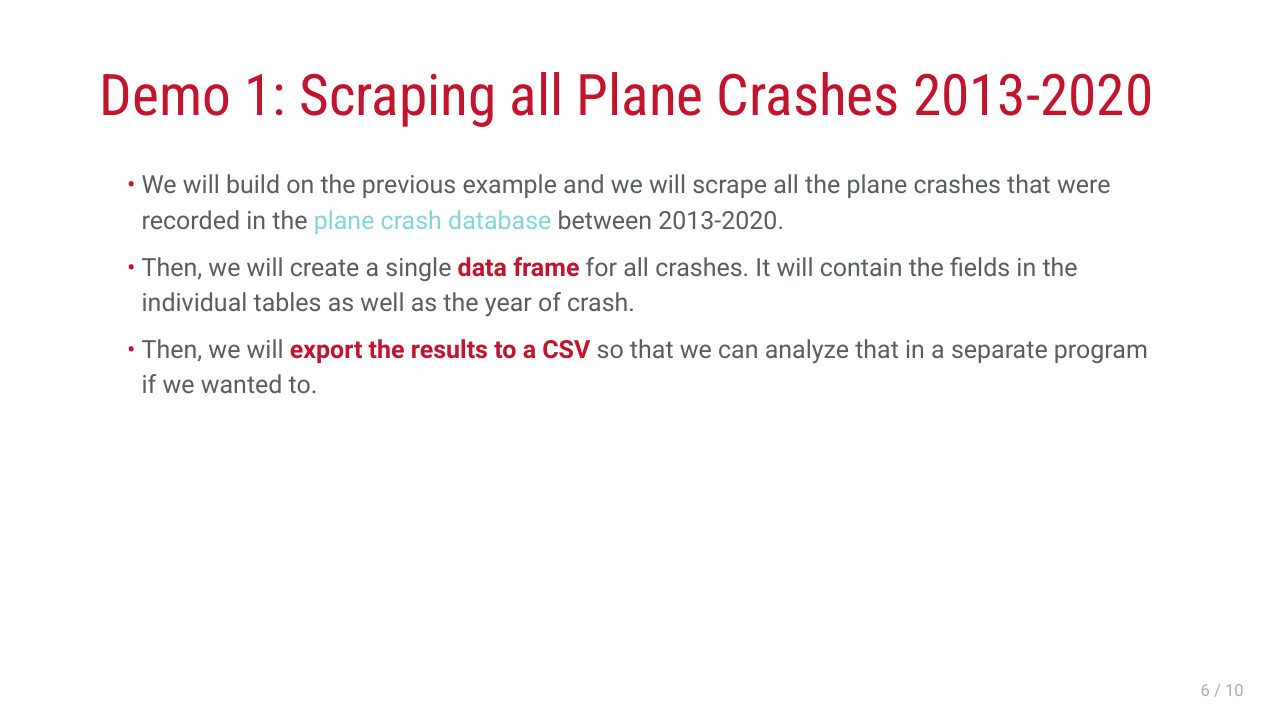 Demo 1: Scraping all Plane Crashes 2013-2020
• We will build on the previous example and we will scrape all the plane crashes that were
recorded in the plane crash database between 2013-2020.
• Then, we will create a single data frame for all crashes. It will contain the fields in the
individual tables as well as the year of crash.
• Then, we will export the results to a CSV so that we can analyze that in a separate program
if we wanted to.
6 / 10